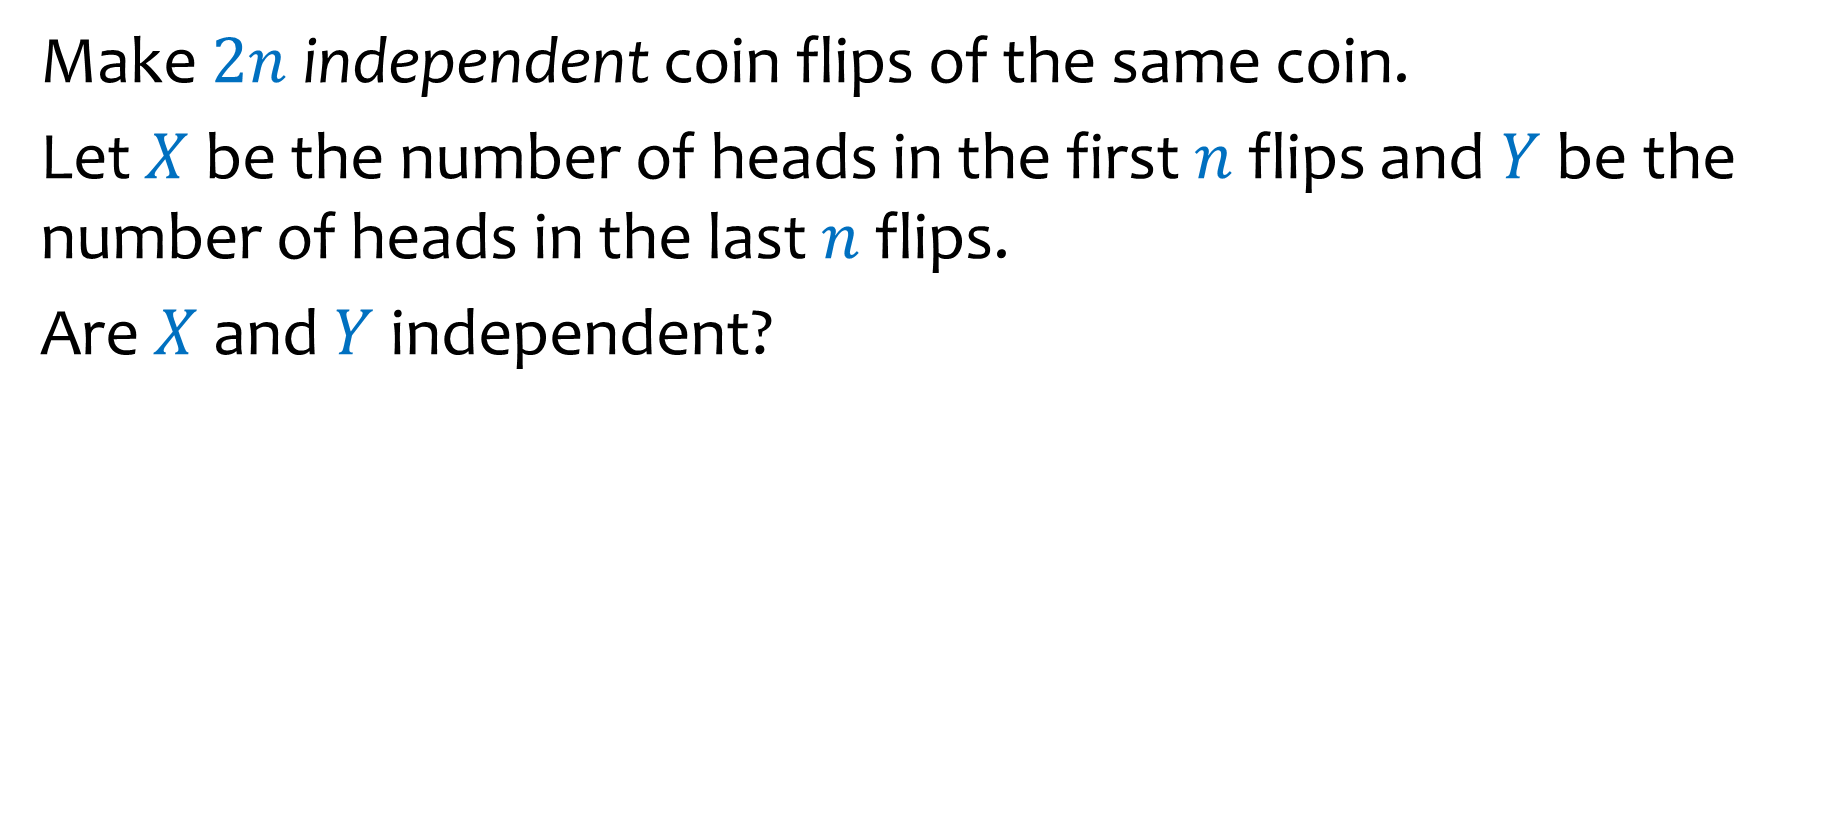 Make 2n independent coin flips of the same coin.
Let X be the number of heads in the first n flips and Y be the
number of heads in the last n flips.
Are X and Y independent?